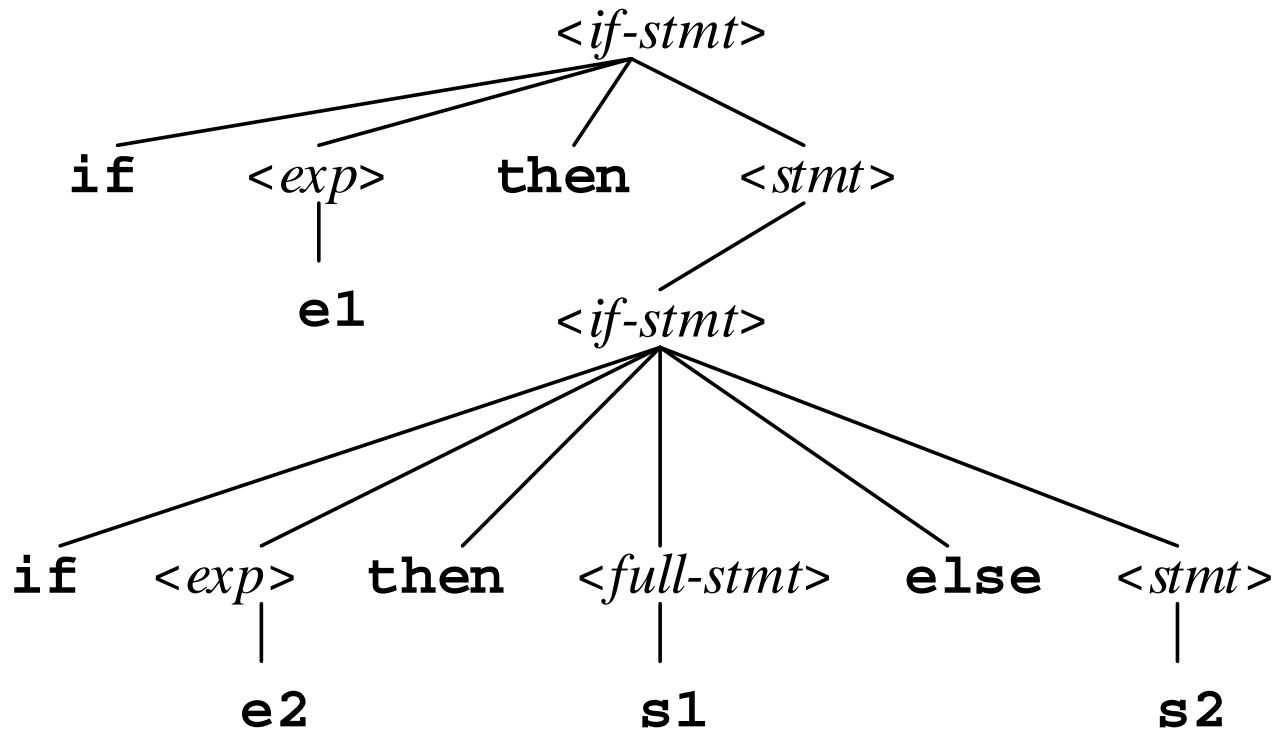 <if-stmt>
if <exp> then <stmt>
e1
<if-stmt>
if <exp> then <full-stmt> else <stmt>
e2 s1 s2